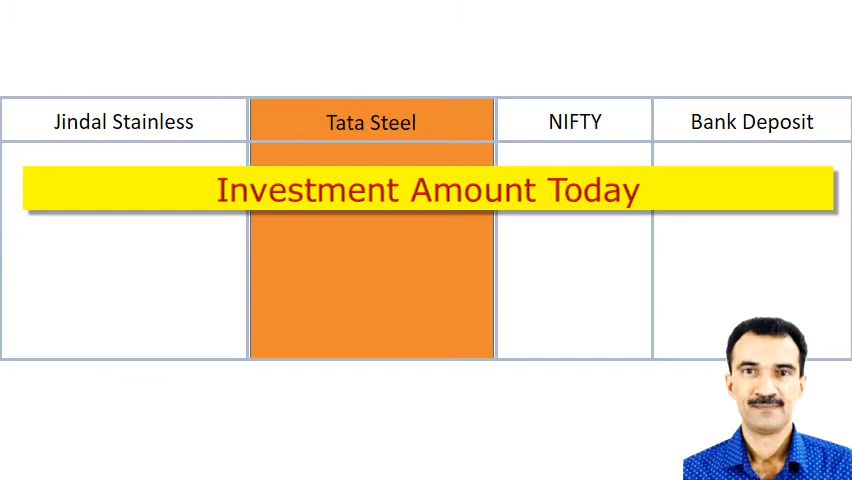 Jindal Stainless
Tata Steel
NIFTY
Bank Deposit
Investment Amount Today